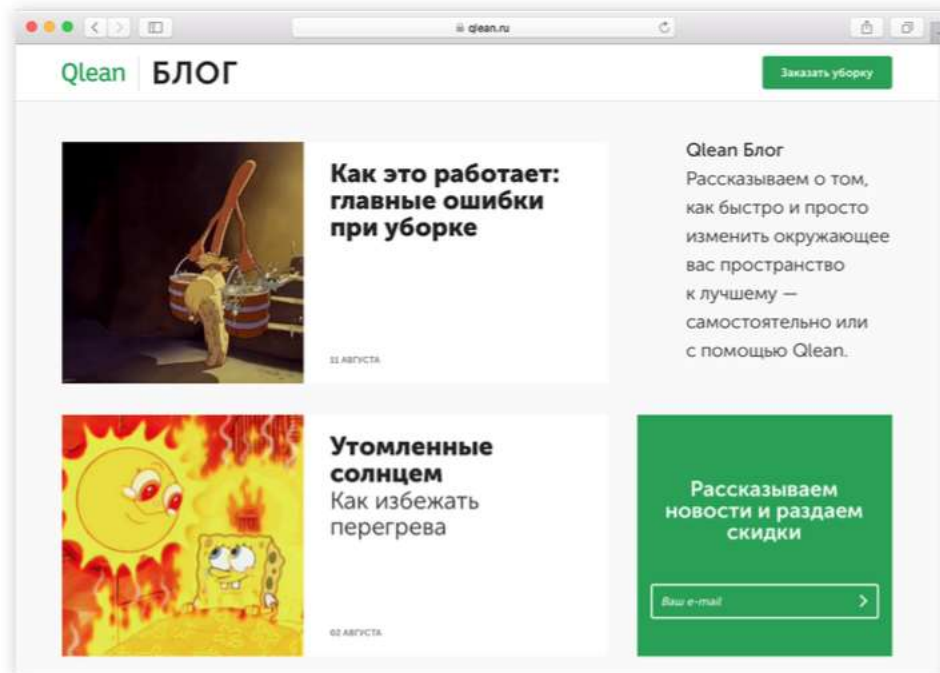 qlean.ru
Qlean
БЛОГ
Заказать уборку
Как это работает:
главные ошибки
при уборке
11 АВГУСТА
Qlean Блог
Рассказываем о том,
как быстро и просто
изменить окружающее
вас пространство
к лучшему —
самостоятельно или
с помощью Qlean.
Утомленные
солнцем
Как избежать
перегрева
02 АВГУСТА
Рассказываем
новости и раздаем
скидки
Ваш e-mail